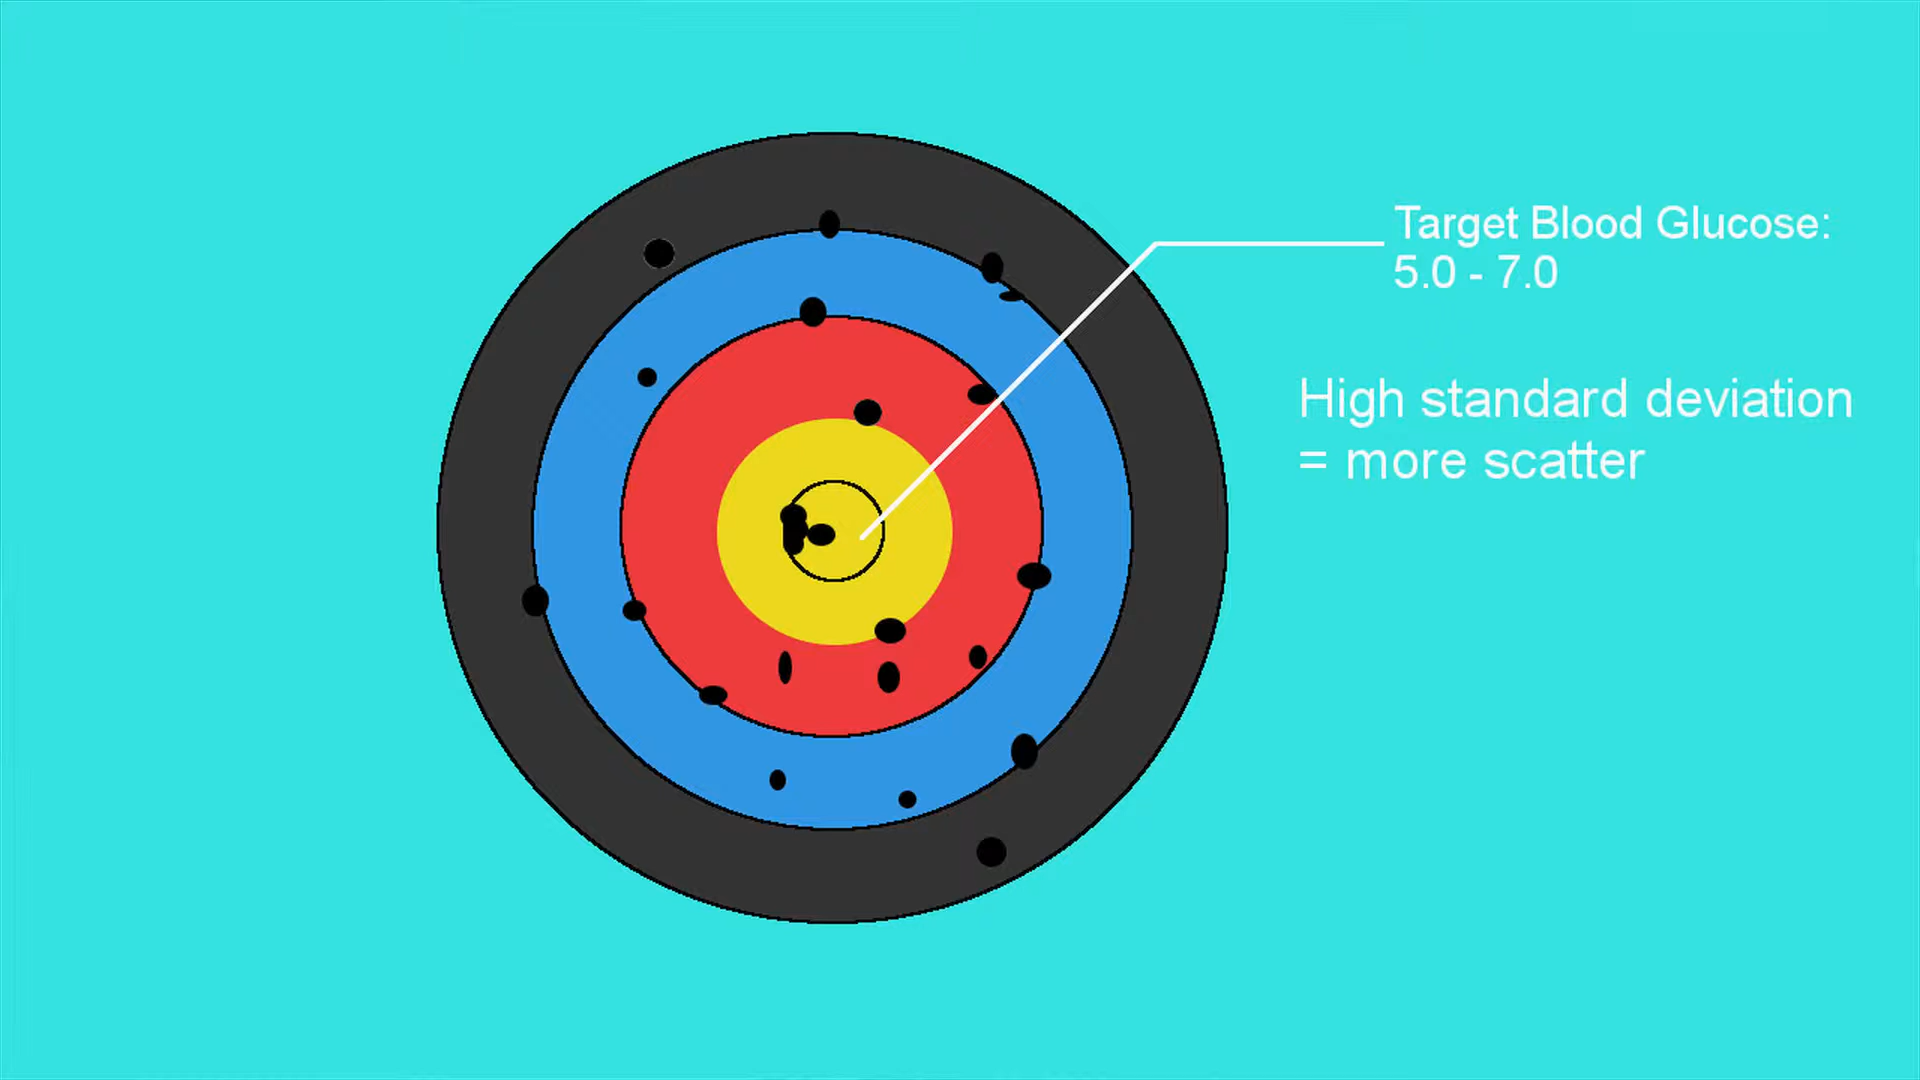 Target Blood Glucose:
5.0 - 7.0
High standard deviation
= more scatter